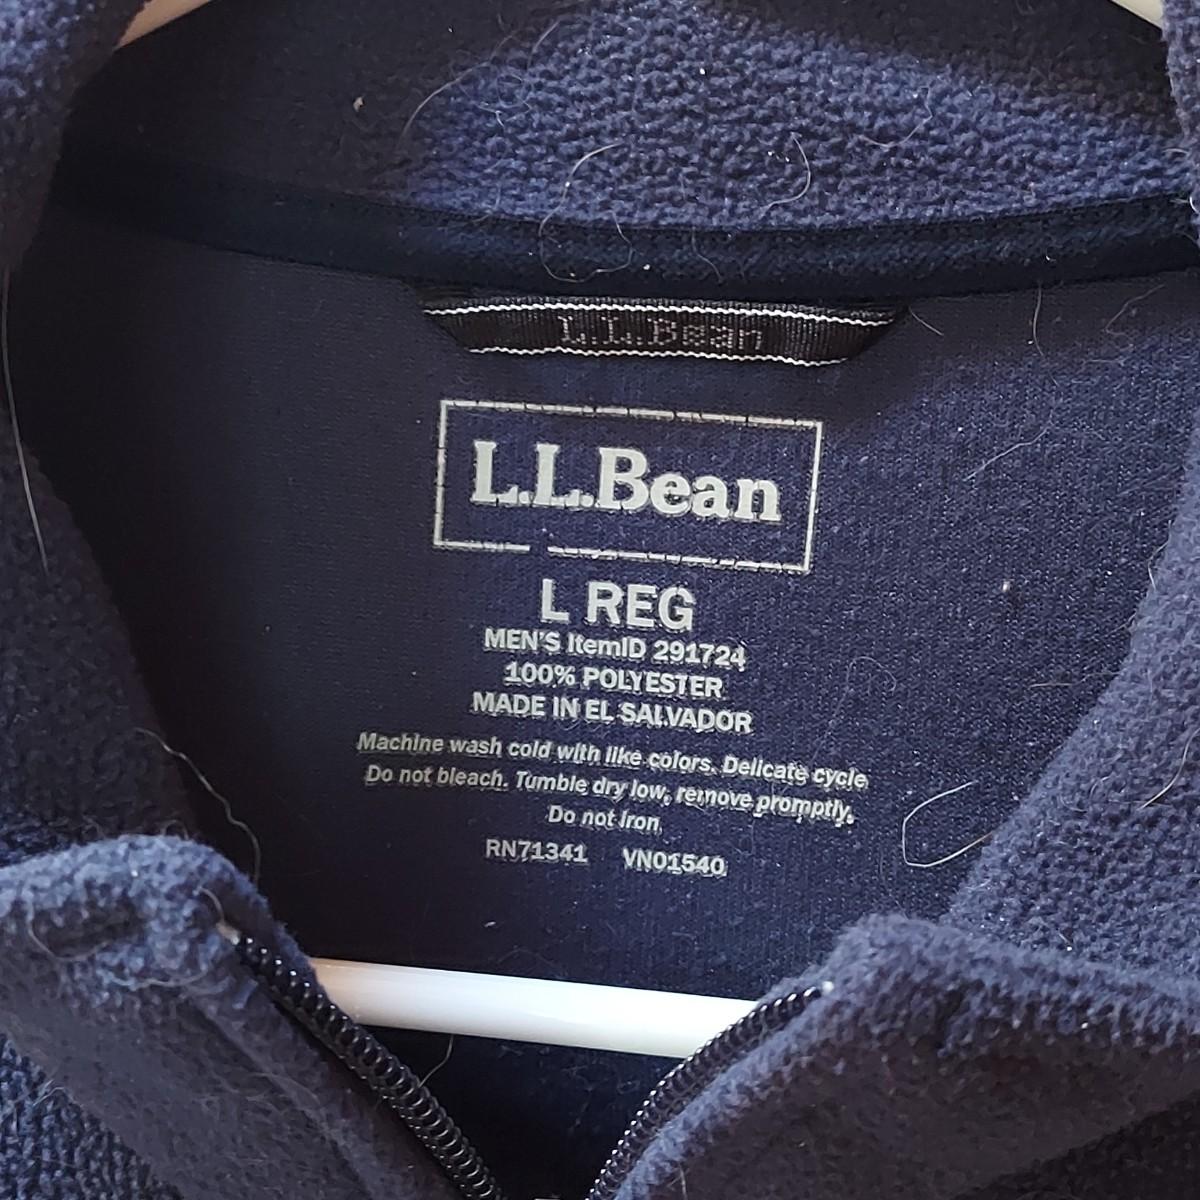 L.L.Bean
L.L.Bean
L REG
MEN'S ItemID 291724
100% POLYESTER
MADE IN EL SALVADOR
Machine wash cold with like colors. Delicate cycle
Do not bleach. Tumble dry low, remove promptly.
Do not Iron
RN71341 VN01540